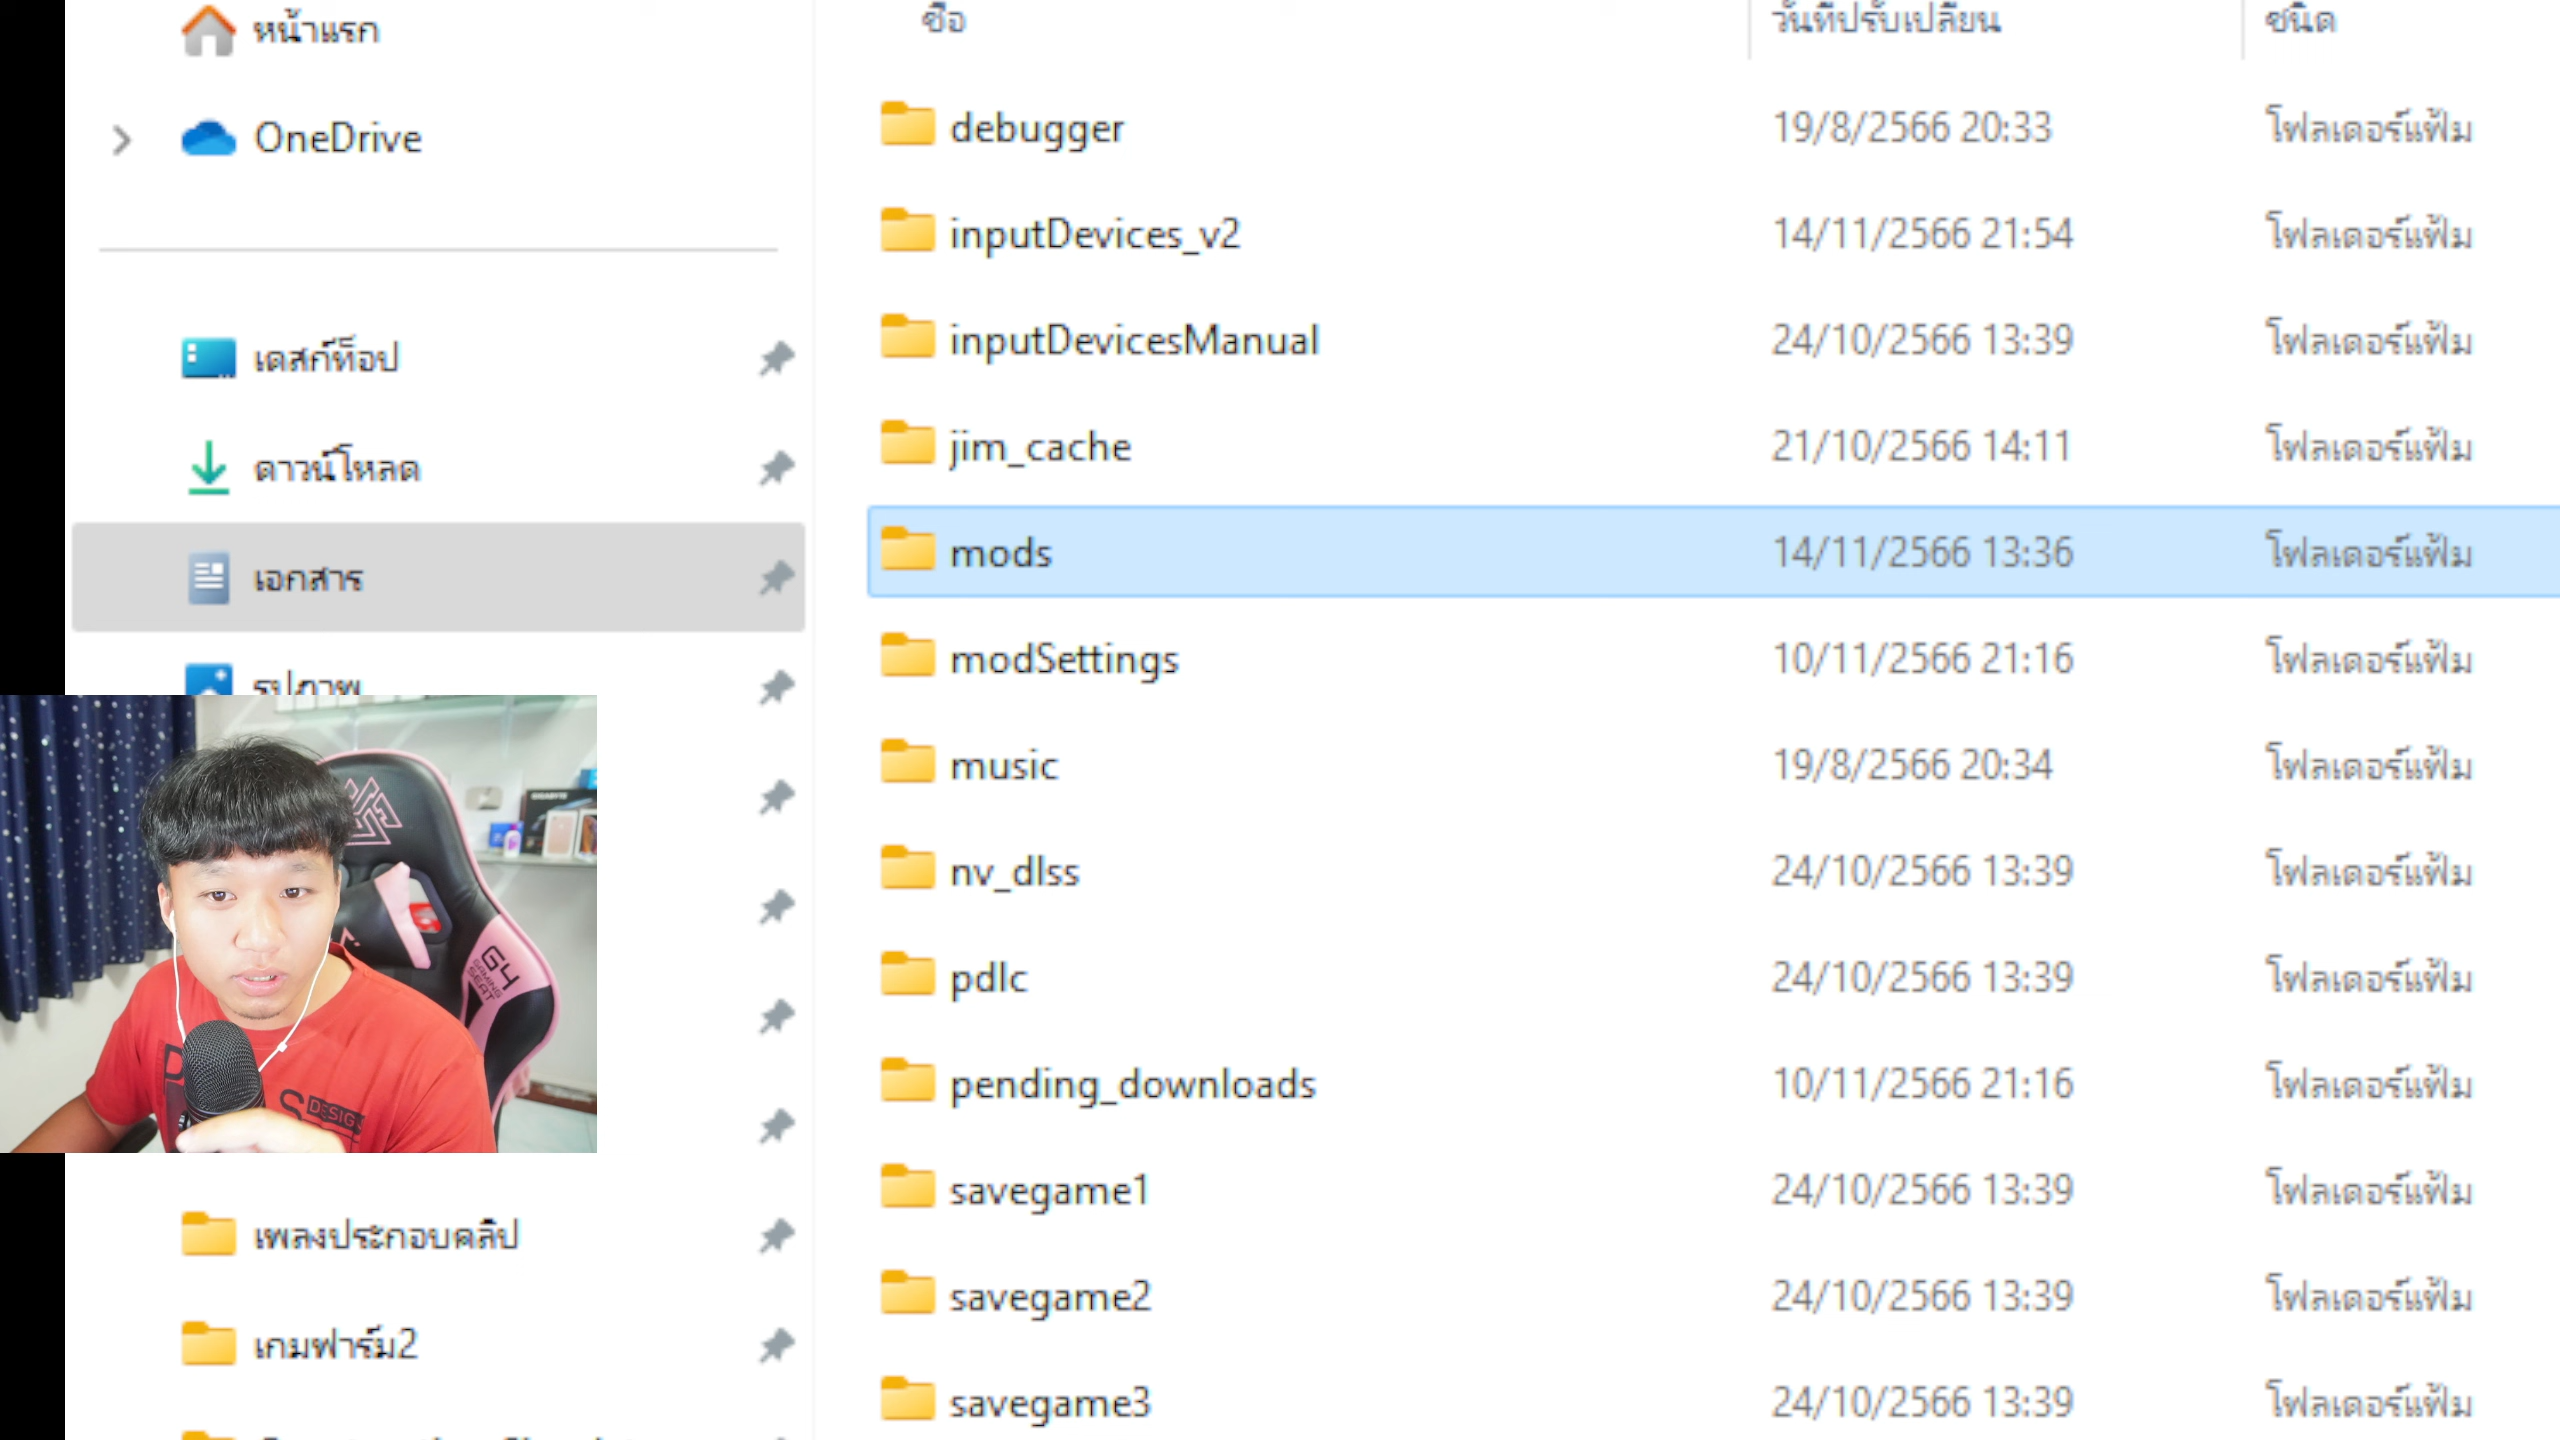 หน้าแรก
OneDrive
เดสก์ท็อป
ดาวน์โหลด
เอกสาร
รูปภาพ
เพลงประกอบคลิป
เกมฟาร์ม2
ชื่อ วันที่ปรับเปลี่ยน ชนิด
debugger 19/8/2566 20:33 โฟลเดอร์แฟ้ม
inputDevices_v2 14/11/2566 21:54 โฟลเดอร์แฟ้ม
inputDevicesManual 24/10/2566 13:39 โฟลเดอร์แฟ้ม
jim_cache 21/10/2566 14:11 โฟลเดอร์แฟ้ม
mods 14/11/2566 13:36 โฟลเดอร์แฟ้ม
modSettings 10/11/2566 21:16 โฟลเดอร์แฟ้ม
music 19/8/2566 20:34 โฟลเดอร์แฟ้ม
nv_dlss 24/10/2566 13:39 โฟลเดอร์แฟ้ม
pdlc 24/10/2566 13:39 โฟลเดอร์แฟ้ม
pending_downloads 10/11/2566 21:16 โฟลเดอร์แฟ้ม
savegame1 24/10/2566 13:39 โฟลเดอร์แฟ้ม
savegame2 24/10/2566 13:39 โฟลเดอร์แฟ้ม
savegame3 24/10/2566 13:39 โฟลเดอร์แฟ้ม
G4
GAMING
SEAT
GIGABYTE
DESIG